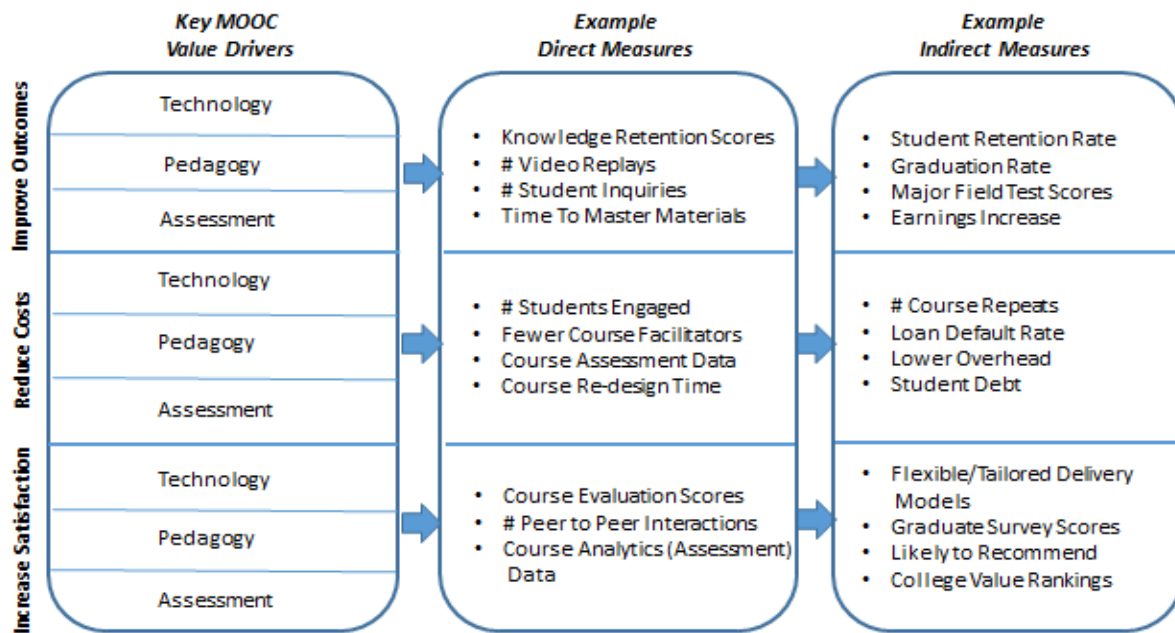 Key MOOC
Value Drivers
Example
Direct Measures
Example
Indirect Measures
Improve Outcomes
Technology
Pedagogy
Assessment
• Knowledge Retention Scores
• # Video Replays
• # Student Inquiries
• Time To Master Materials
• Student Retention Rate
• Graduation Rate
• Major Field Test Scores
• Earnings Increase
Reduce Costs
Technology
Pedagogy
Assessment
• # Students Engaged
• Fewer Course Facilitators
• Course Assessment Data
• Course Re-design Time
• # Course Repeats
• Loan Default Rate
• Lower Overhead
• Student Debt
Increase Satisfaction
Technology
Pedagogy
Assessment
• Course Evaluation Scores
• # Peer to Peer Interactions
• Course Analytics (Assessment)
Data
• Flexible/Tailored Delivery
Models
• Graduate Survey Scores
• Likely to Recommend
• College Value Rankings